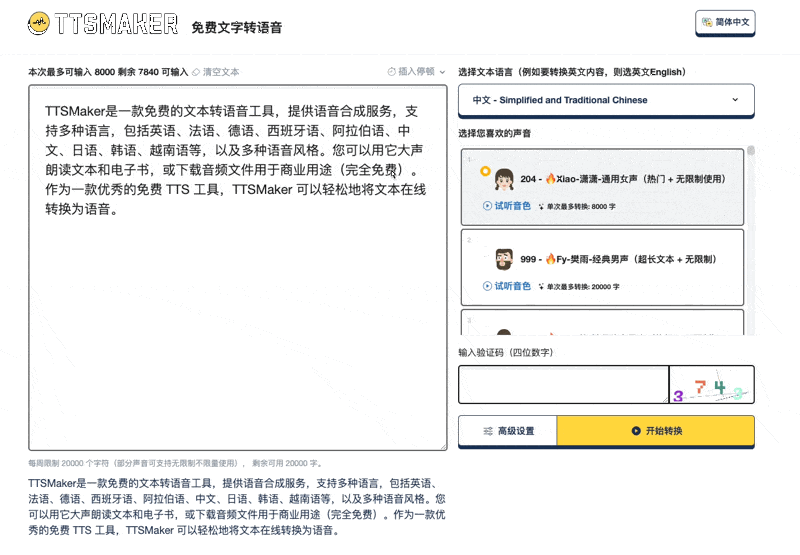 TTSMAKER 免费文字转语音
简体中文
本次最多可输入 8000 剩余 7840 可输入 清空文本
插入停顿
TTSMaker是一款免费的文本转语音工具，提供语音合成服务，支
持多种语言，包括英语、法语、德语、西班牙语、阿拉伯语、中
文、日语、韩语、越南语等，以及多种语音风格。您可以用它大声
朗读文本和电子书，或下载音频文件用于商业用途（完全免费）。
作为一款优秀的免费 TTS 工具，TTSMaker 可以轻松地将文本在线
转换为语音。
每周限制 20000 个字符（部分声音可支持无限制不限量使用）， 剩余可用 20000 字。
TTSMaker是一款免费的文本转语音工具，提供语音合成服务，支持多种语言，包括英语、
法语、德语、西班牙语、阿拉伯语、中文、日语、韩语、越南语等，以及多种语音风格。您
可以用它大声朗读文本和电子书，或下载音频文件用于商业用途（完全免费）。作为一款优
秀的免费 TTS 工具，TTSMaker 可以轻松地将文本在线转换为语音。
选择文本语言（例如要转换英文内容，则选英文English）
中文 - Simplified and Traditional Chinese
选择您喜欢的声音
1
204 - 🔥Xiao-潇潇-通用女声（热门 + 无限制使用）
试听音色 单次最多转换: 8000 字
2
999 - 🔥Fy-樊雨-经典男声（超长文本 + 无限制）
试听音色 单次最多转换: 20000 字
3
输入验证码（四位数字）
3 7 4 3
高级设置
开始转换